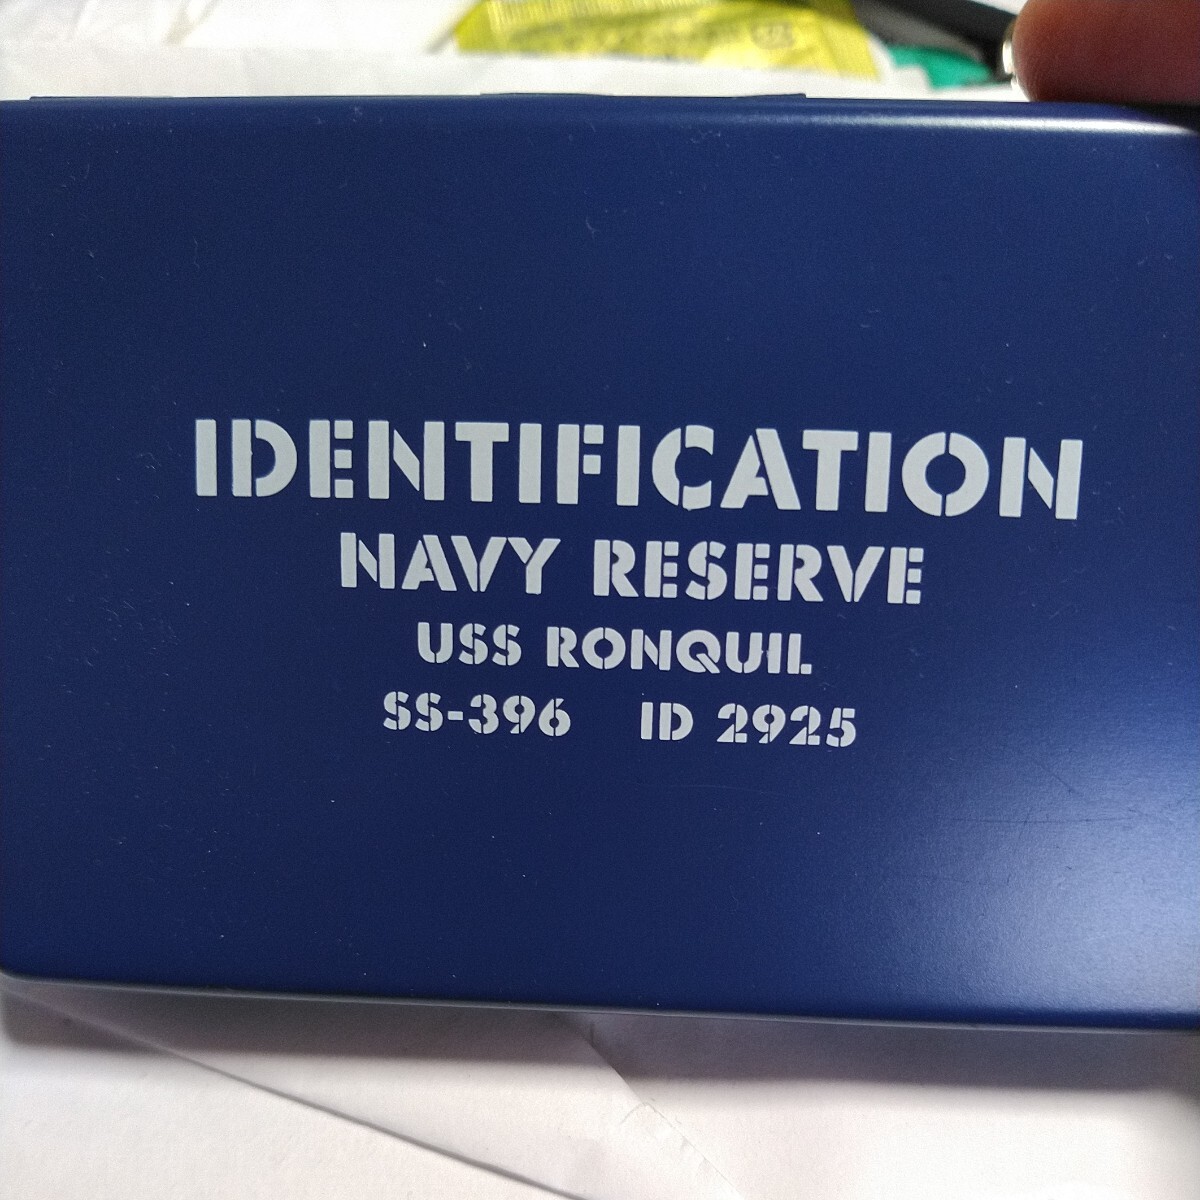 IDENTIFICATION
NAVY RESERVE
USS RONQUIL
SS-396 ID 2925